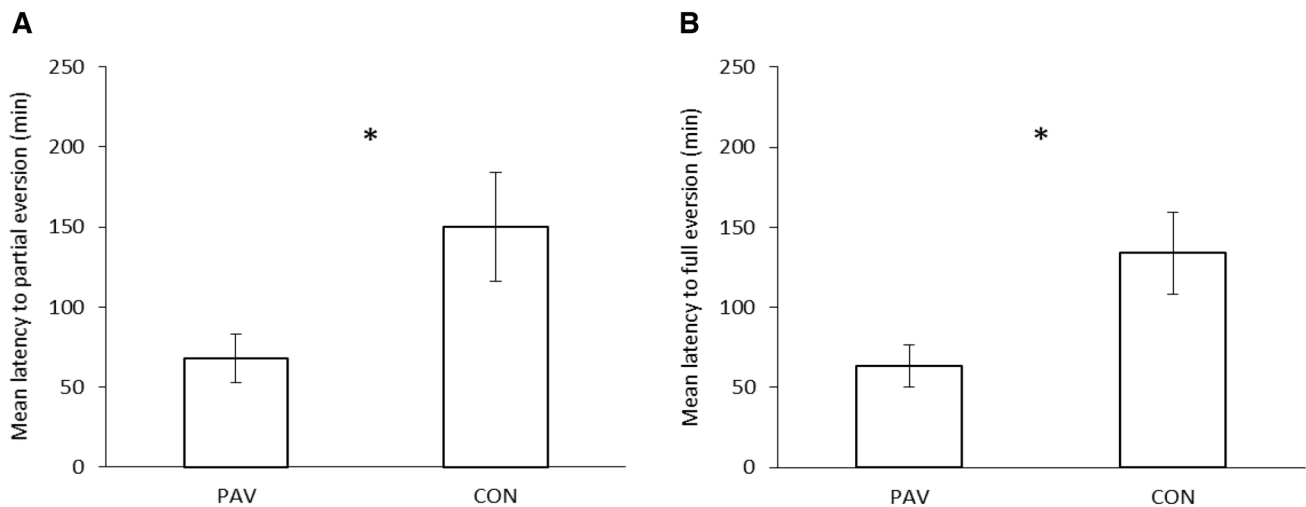 A
Mean latency to partial eversion (min)
250
200
150
100
50
0
*
PAV
CON
B
Mean latency to full eversion (min)
250
200
150
100
50
0
*
PAV
CON